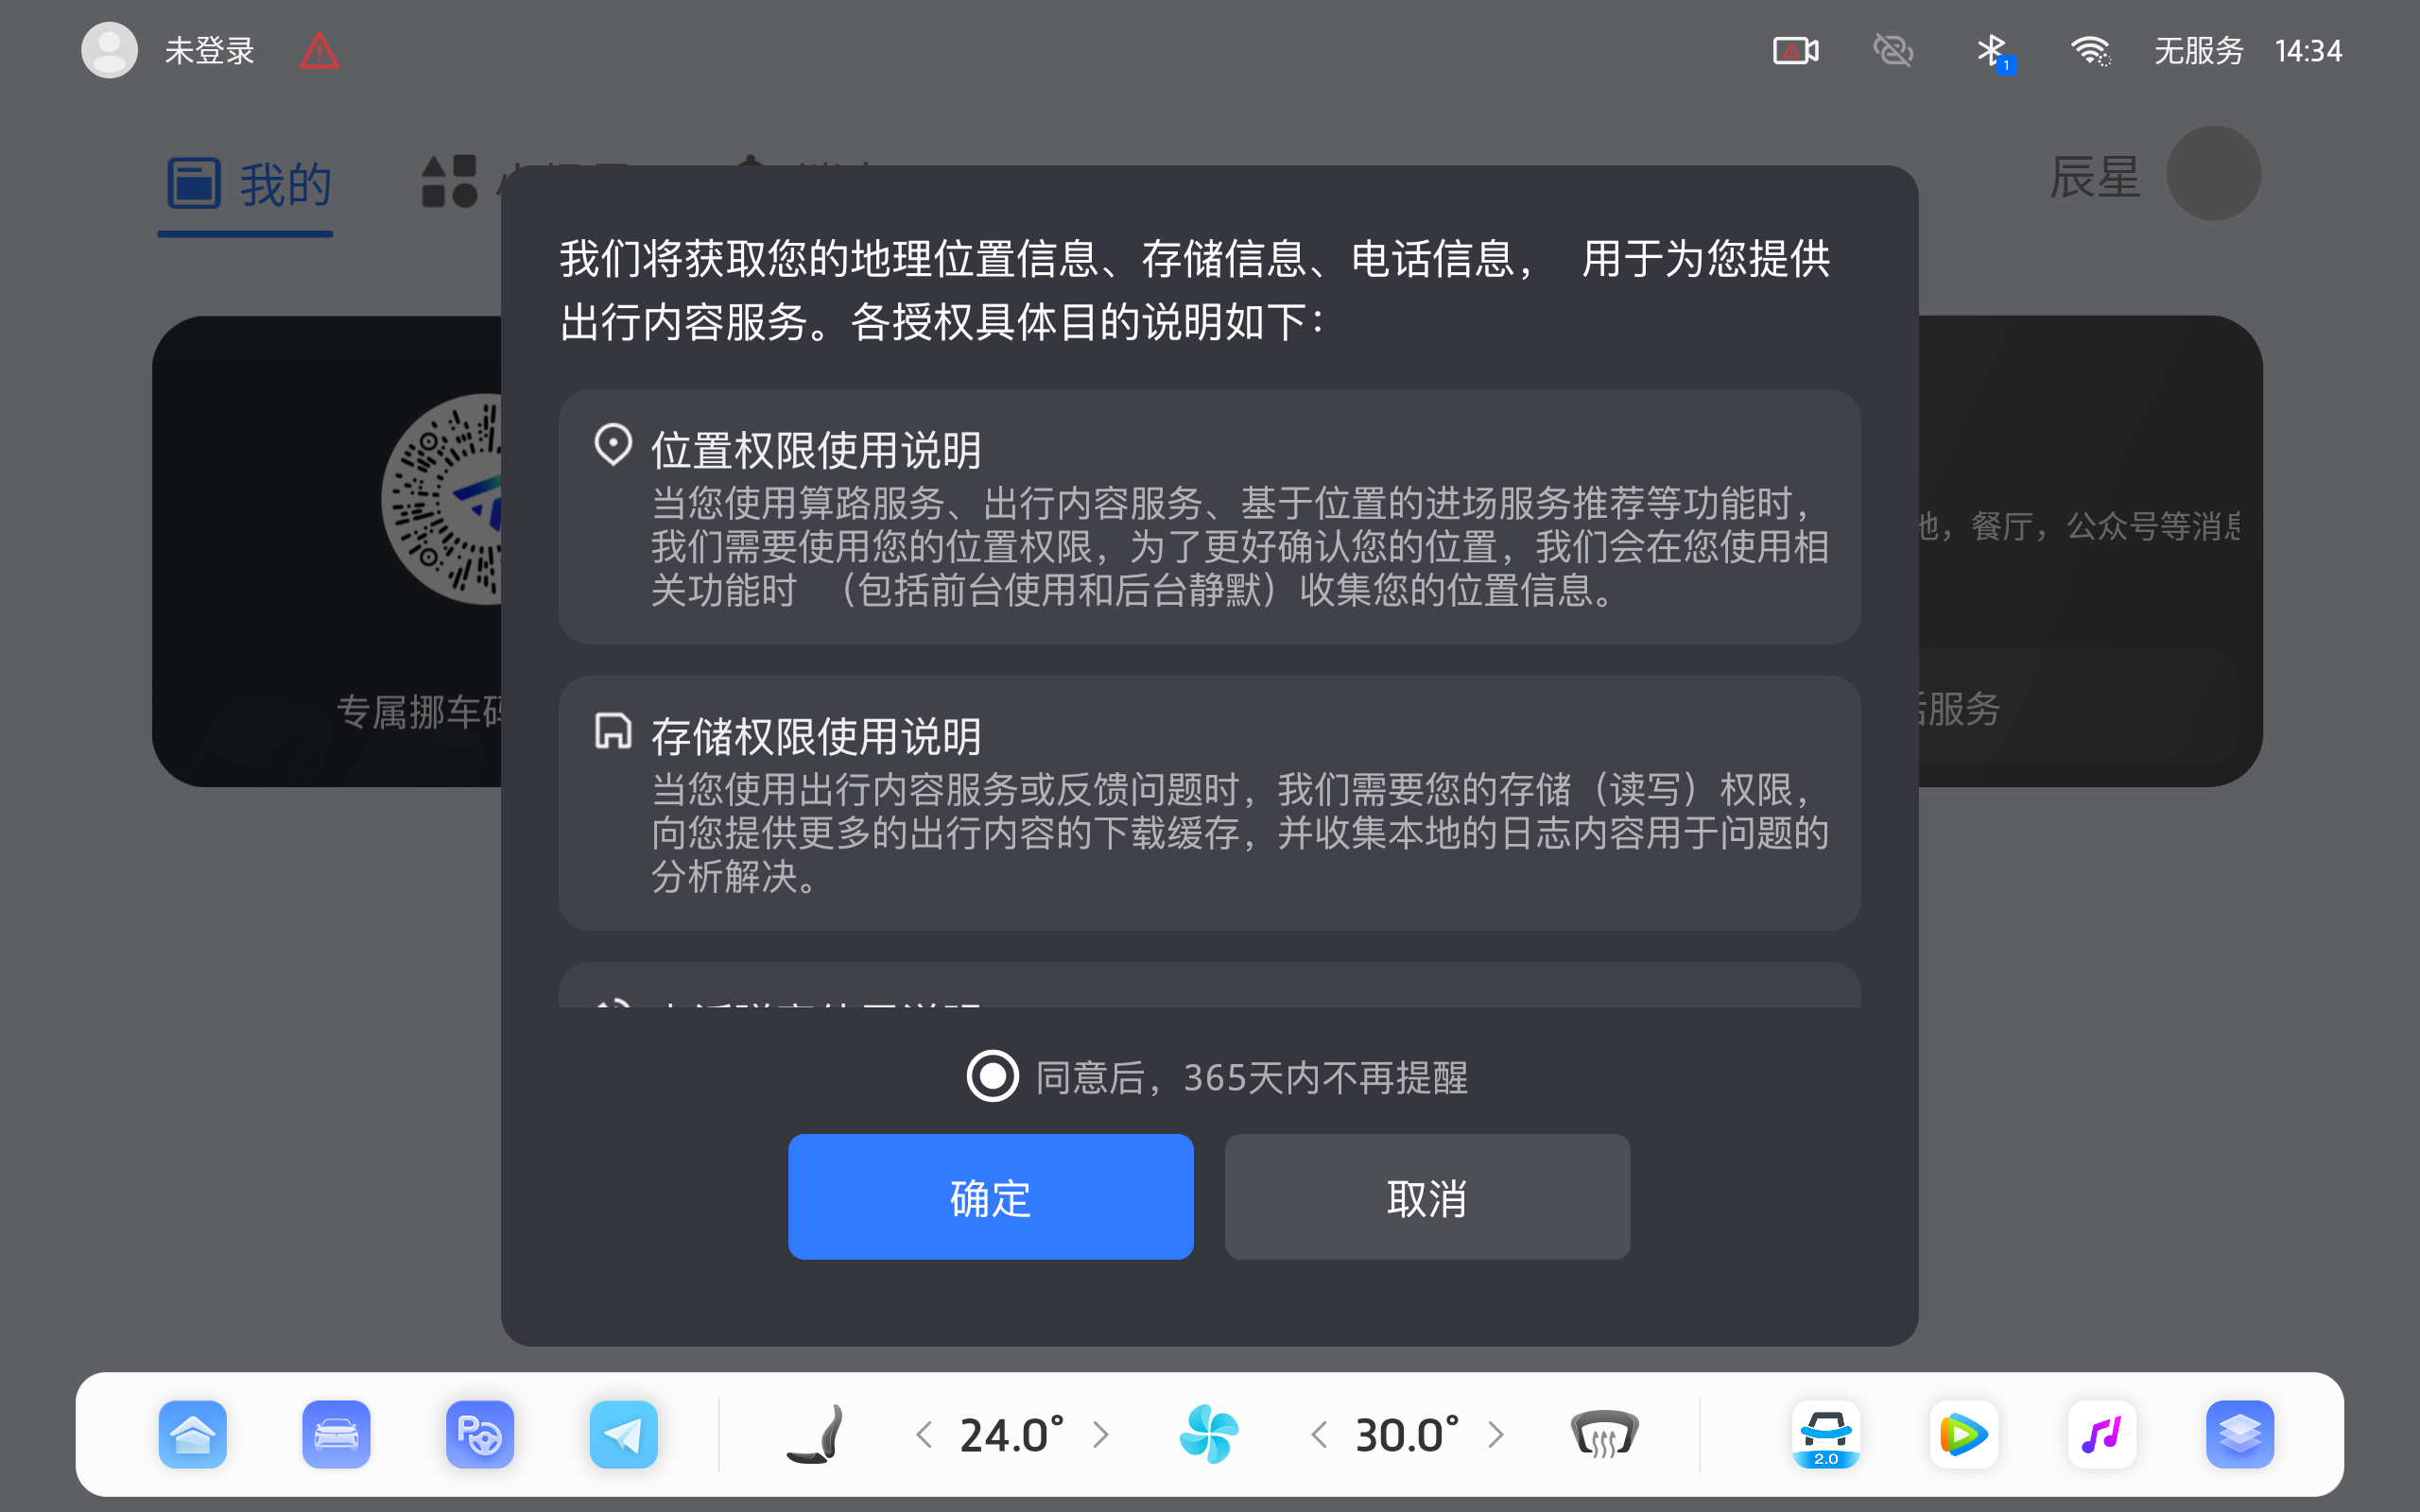 未登录
1
无服务 14:34
我的
辰星
我们将获取您的地理位置信息、存储信息、电话信息， 用于为您提供
出行内容服务。各授权具体目的说明如下：
位置权限使用说明
当您使用算路服务、出行内容服务、基于位置的进场服务推荐等功能时，
我们需要使用您的位置权限，为了更好确认您的位置，我们会在您使用相
关功能时 （包括前台使用和后台静默）收集您的位置信息。
地，餐厅，公众号等消息
专属挪车码
存储权限使用说明
当您使用出行内容服务或反馈问题时，我们需要您的存储（读写）权限，
向您提供更多的出行内容的下载缓存，并收集本地的日志内容用于问题的
分析解决。
服务
同意后，365天内不再提醒
确定
取消
P
24.0°
30.0°
2.0